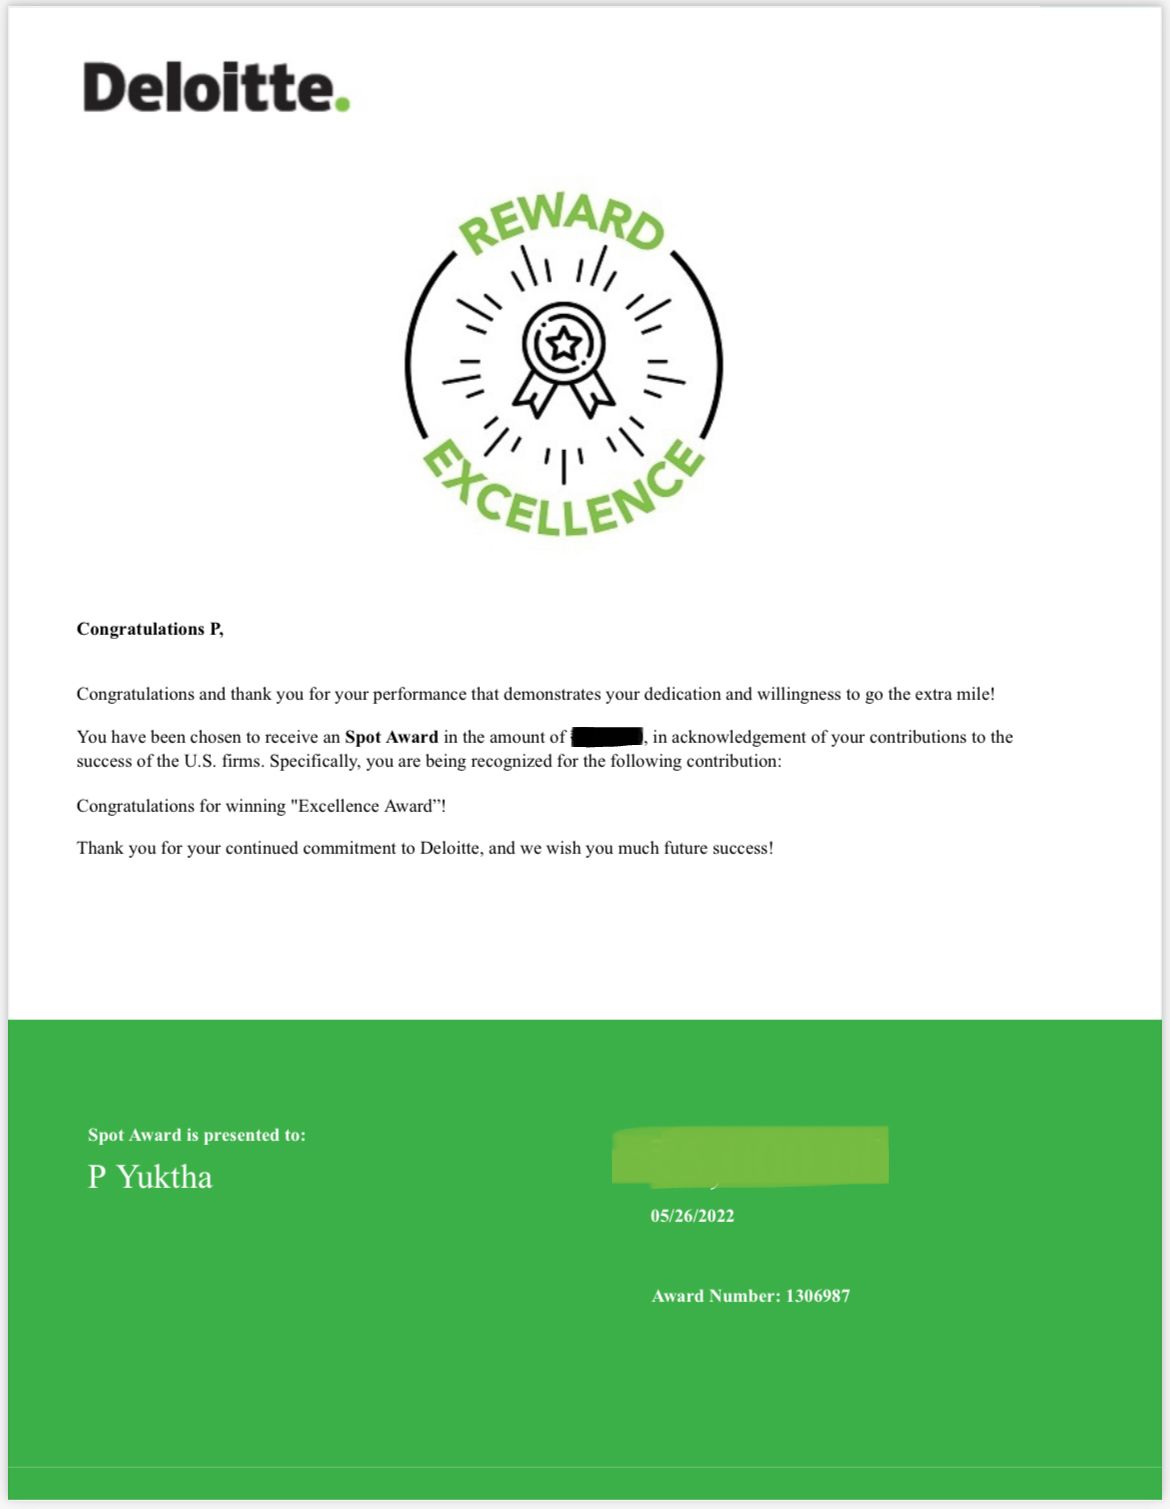 Deloitte.
REWARD
EXCELLENCE
Congratulations P,
Congratulations and thank you for your performance that demonstrates your dedication and willingness to go the extra mile!
You have been chosen to receive an Spot Award in the amount of , in acknowledgement of your contributions to the
success of the U.S. firms. Specifically, you are being recognized for the following contribution:
Congratulations for winning "Excellence Award”!
Thank you for your continued commitment to Deloitte, and we wish you much future success!
Spot Award is presented to:
P Yuktha
05/26/2022
Award Number: 1306987